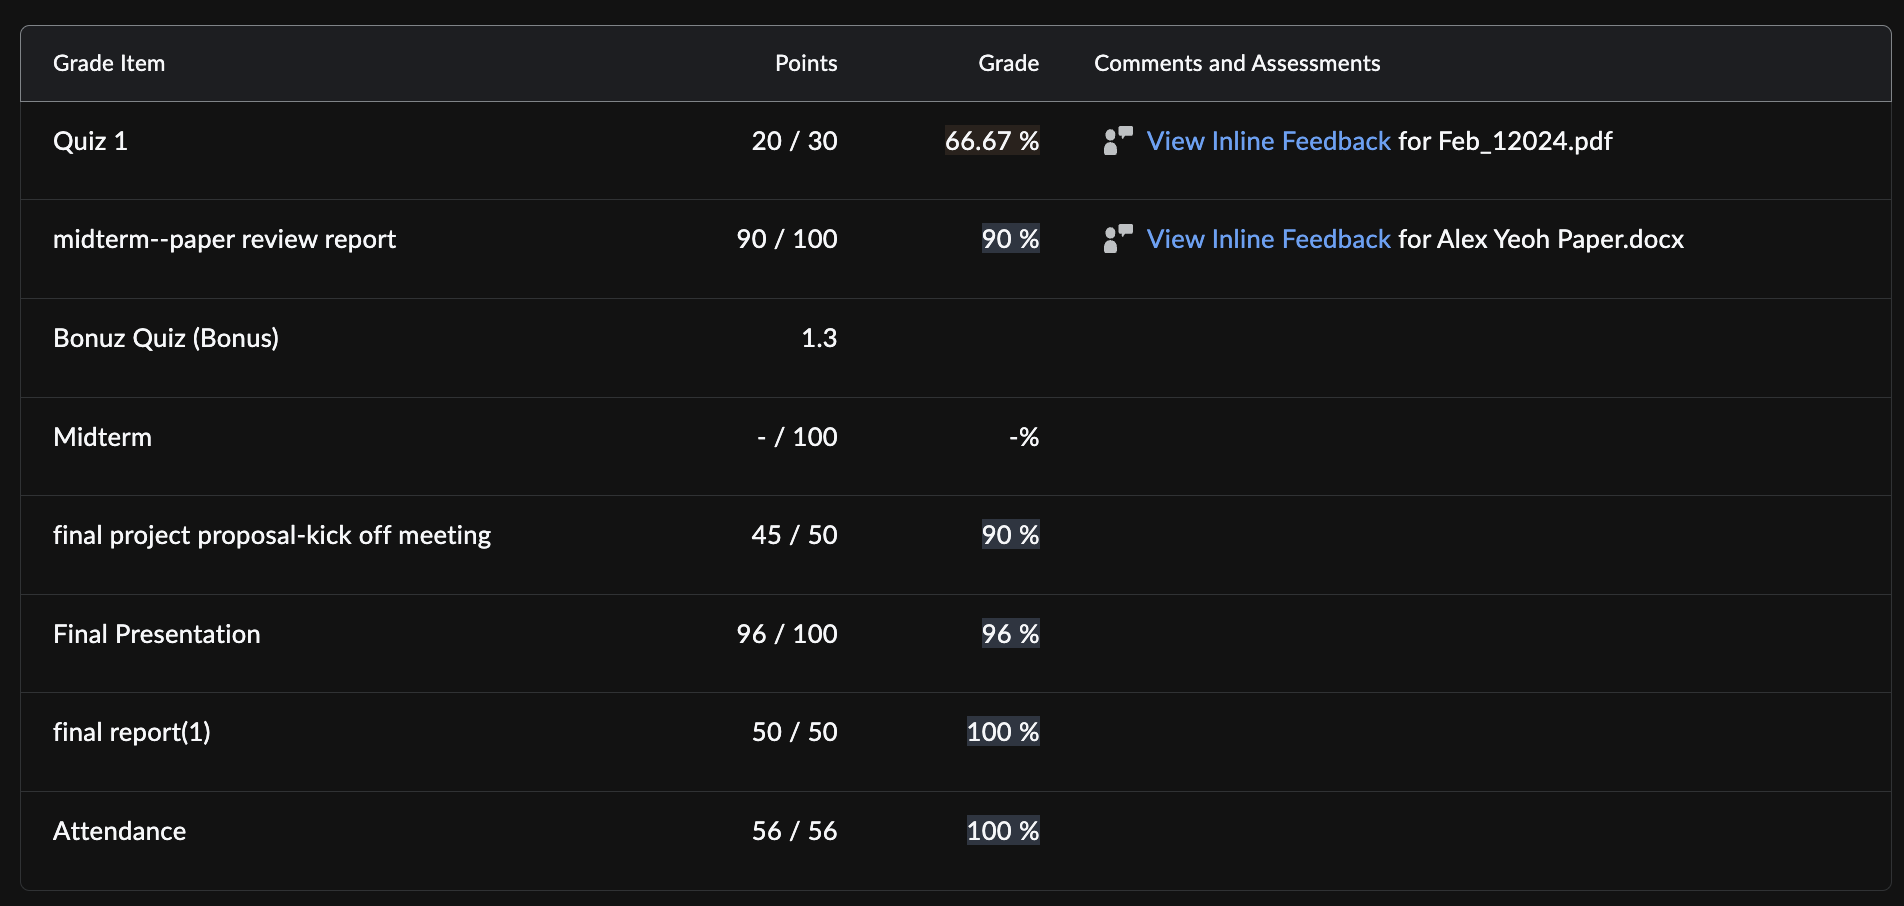 Grade Item Points Grade Comments and Assessments
Quiz 1 20 / 30 66.67 % View Inline Feedback for Feb_12024.pdf
midterm--paper review report 90 / 100 90 % View Inline Feedback for Alex Yeoh Paper.docx
Bonuz Quiz (Bonus) 1.3
Midterm - / 100 -%
final project proposal-kick off meeting 45 / 50 90 %
Final Presentation 96 / 100 96 %
final report(1) 50 / 50 100 %
Attendance 56 / 56 100 %